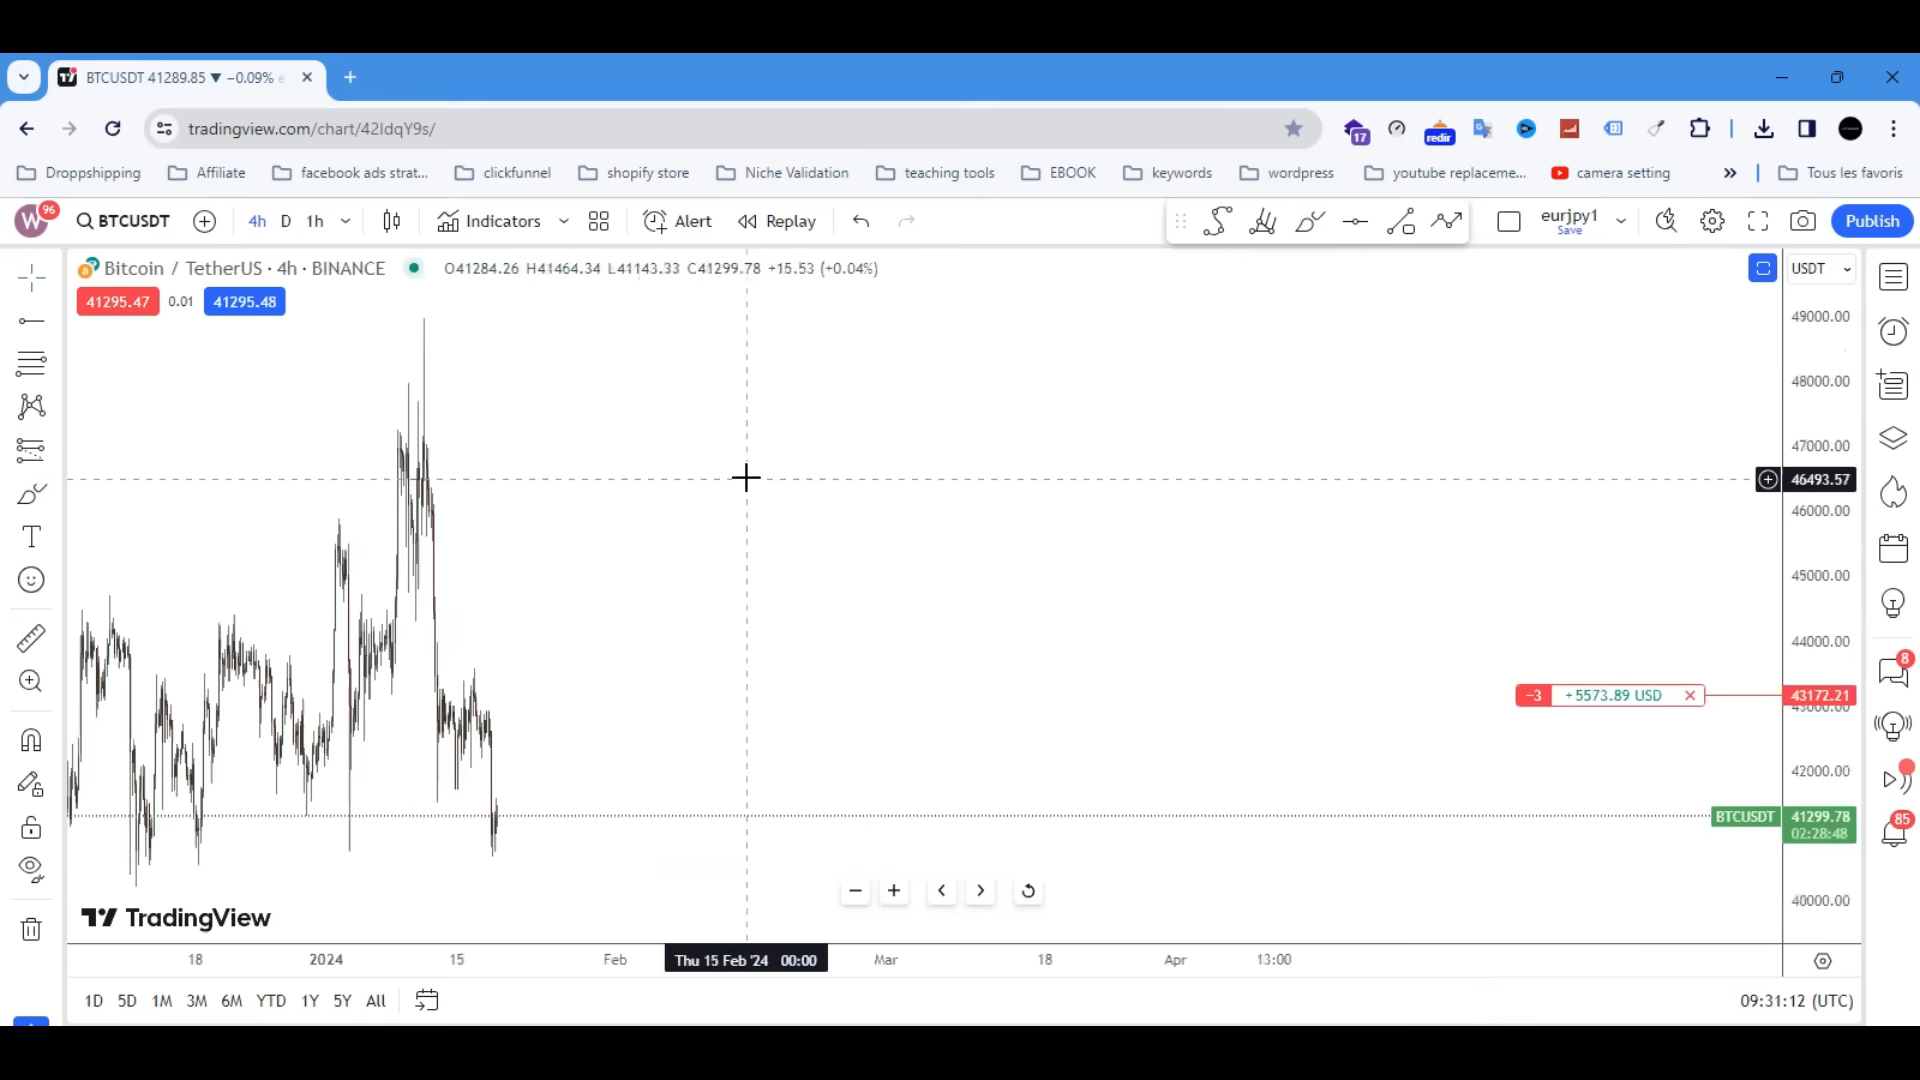 BTCUSDT 41289.85 ▼ −0.09%
tradingview.com/chart/42IdqY9s/
17
redir
Droppshipping
Affiliate
facebook ads strat...
clickfunnel
shopify store
Niche Validation
teaching tools
EBOOK
keywords
wordpress
youtube replaceme...
camera setting
Tous les favoris
W
96
BTCUSDT
4h
D
1h
Indicators
Alert
Replay
eurjpy1
Save
Publish
Bitcoin / TetherUS · 4h · BINANCE
O41284.26 H41464.34 L41143.33 C41299.78 +15.53 (+0.04%)
USDT
41295.47
0.01
41295.48
49000.00
48000.00
47000.00
46493.57
46000.00
45000.00
44000.00
8
−3
+5573.89 USD
43172.21
43000.00
42000.00
BTCUSDT
41299.78
02:28:48
85
40000.00
TradingView
18
2024
15
Feb
Thu 15 Feb '24 00:00
Mar
18
Apr
13:00
1D
5D
1M
3M
6M
YTD
1Y
5Y
All
09:31:12 (UTC)